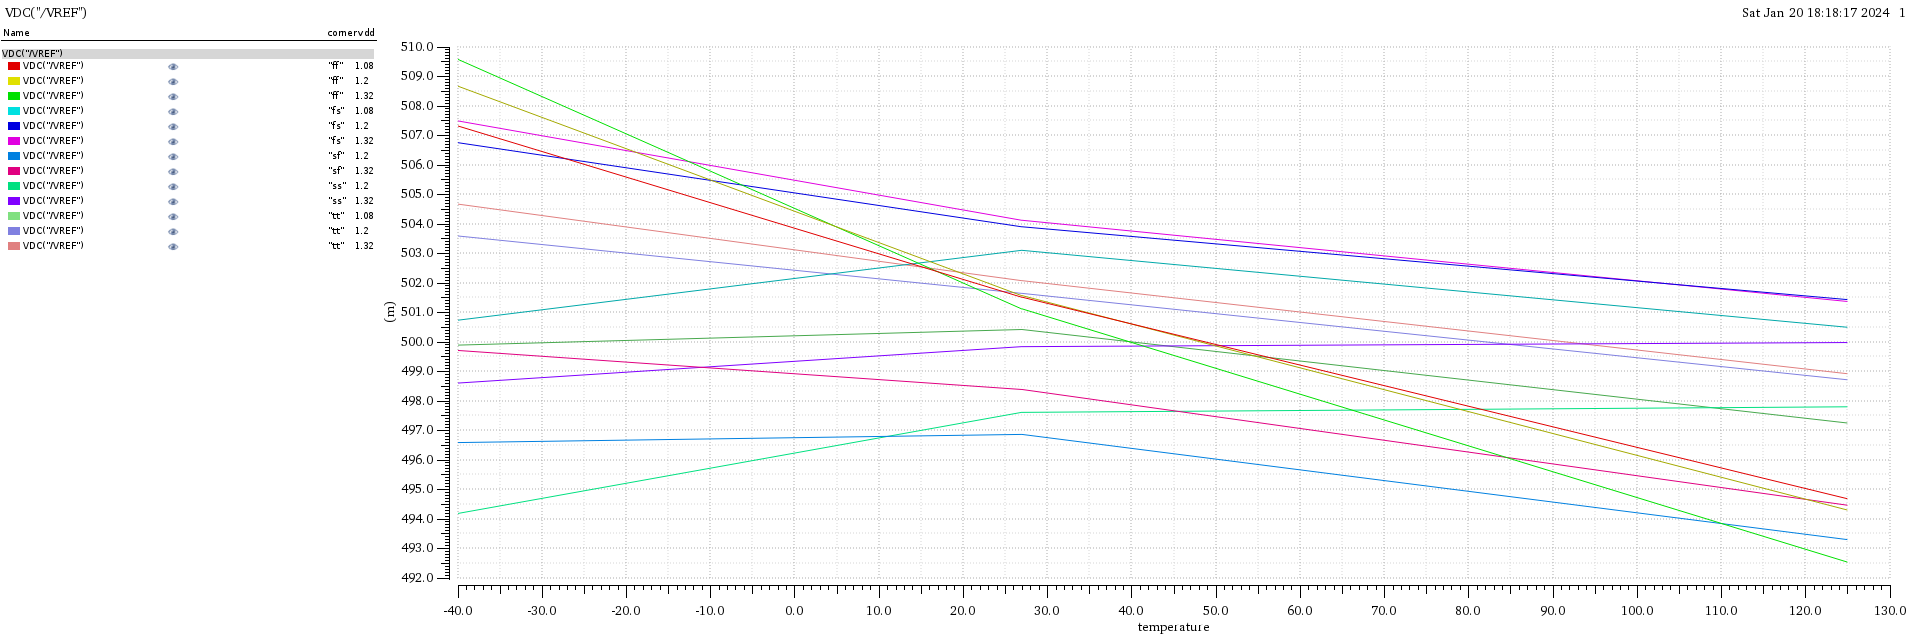 VDC("/VREF")
Sat Jan 20 18:18:17 2024 1
Name cornervdd
VDC("/VREF")
VDC("/VREF") "ff" 1.08
VDC("/VREF") "ff" 1.2
VDC("/VREF") "ff" 1.32
VDC("/VREF") "fs" 1.08
VDC("/VREF") "fs" 1.2
VDC("/VREF") "fs" 1.32
VDC("/VREF") "sf" 1.2
VDC("/VREF") "sf" 1.32
VDC("/VREF") "ss" 1.2
VDC("/VREF") "ss" 1.32
VDC("/VREF") "tt" 1.08
VDC("/VREF") "tt" 1.2
VDC("/VREF") "tt" 1.32
510.0
509.0
508.0
507.0
506.0
505.0
504.0
503.0
502.0
501.0
500.0
499.0
498.0
497.0
496.0
495.0
494.0
493.0
492.0
(m)
-40.0 -30.0 -20.0 -10.0 0.0 10.0 20.0 30.0 40.0 50.0 60.0 70.0 80.0 90.0 100.0 110.0 120.0 130.0
temperature